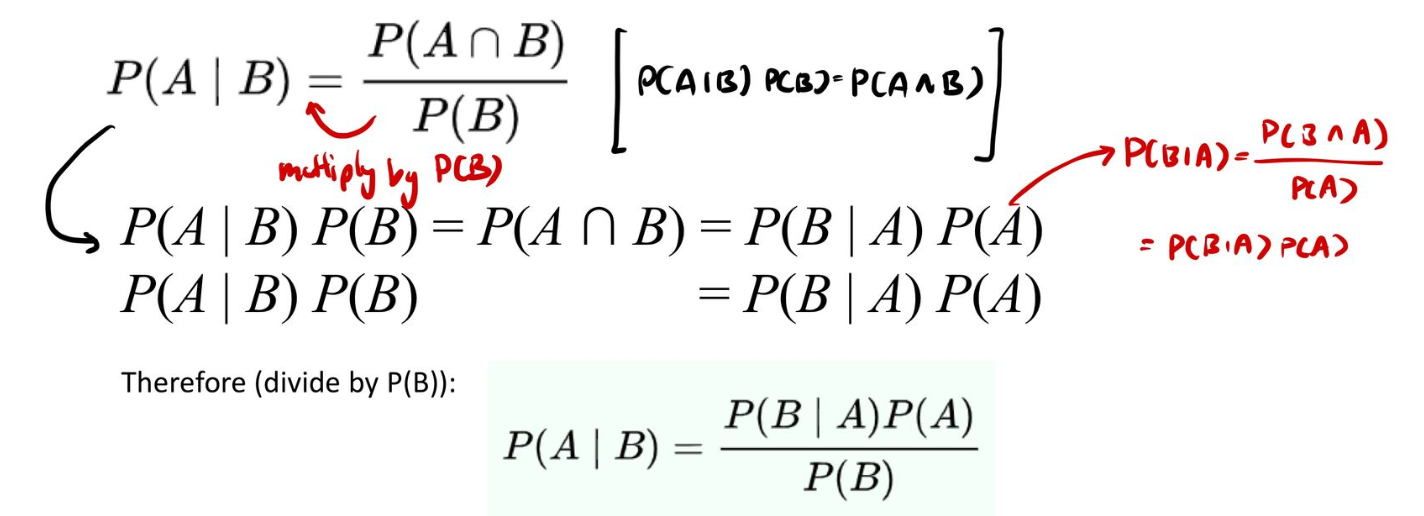 P(A | B) = P(A ∩ B) / P(B)
[P(A|B) P(B) = P(A ∩ B)]
multiply by P(B)
P(B|A) = P(B ∩ A) / P(A)
= P(B|A) P(A)
P(A | B) P(B) = P(A ∩ B) = P(B | A) P(A)
P(A | B) P(B) = P(B | A) P(A)
Therefore (divide by P(B)):
P(A | B) = P(B | A)P(A) / P(B)